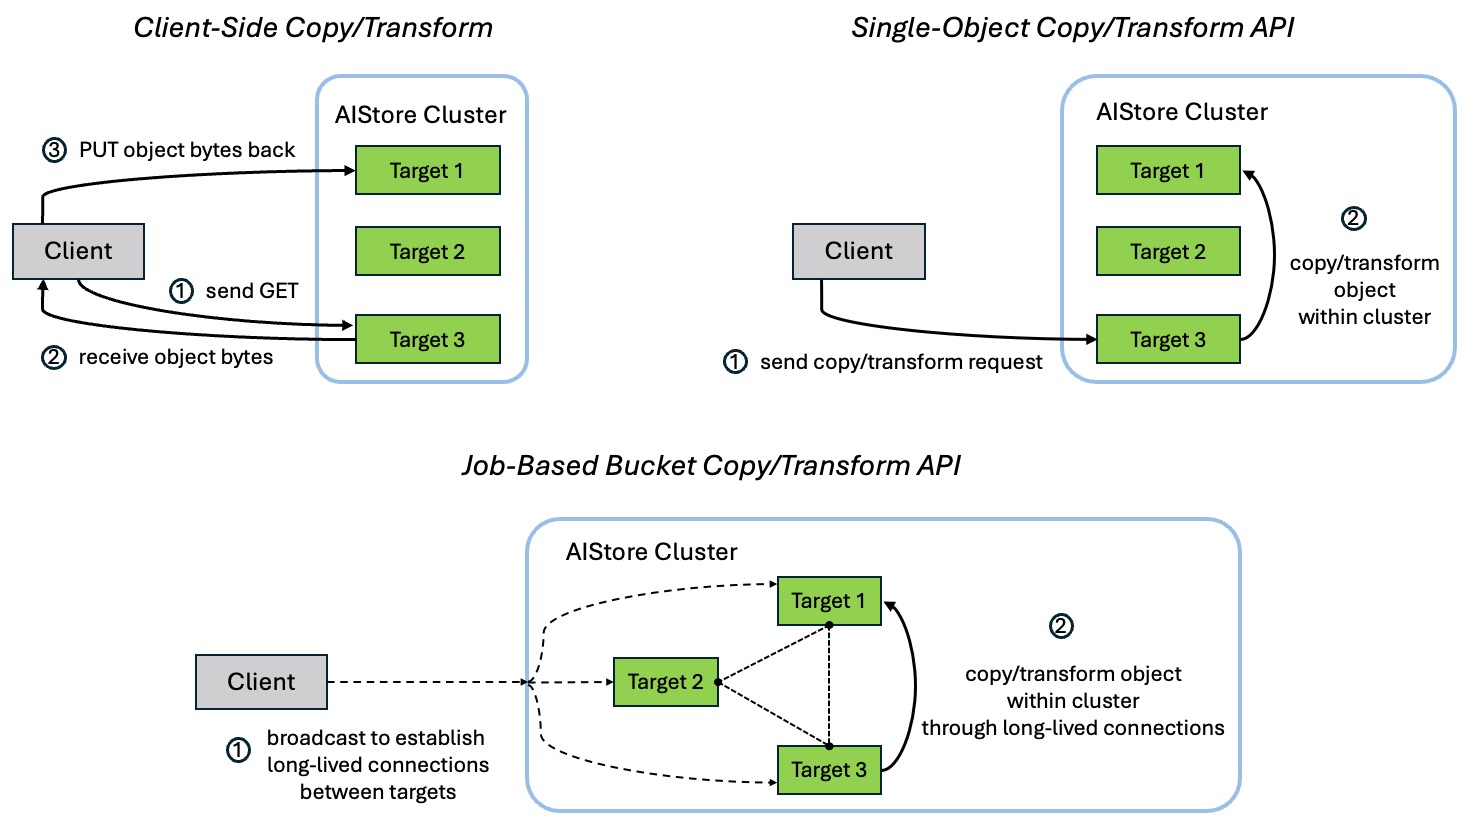 Client-Side Copy/Transform
AIStore Cluster
③ PUT object bytes back
Target 1
Client
Target 2
① send GET
Target 3
② receive object bytes
Single-Object Copy/Transform API
AIStore Cluster
Target 1
②
Client
Target 2
copy/transform
object
within cluster
Target 3
① send copy/transform request
Job-Based Bucket Copy/Transform API
AIStore Cluster
Target 1
②
Client
Target 2
copy/transform object
within cluster
through long-lived connections
①
broadcast to establish
long-lived connections
between targets
Target 3